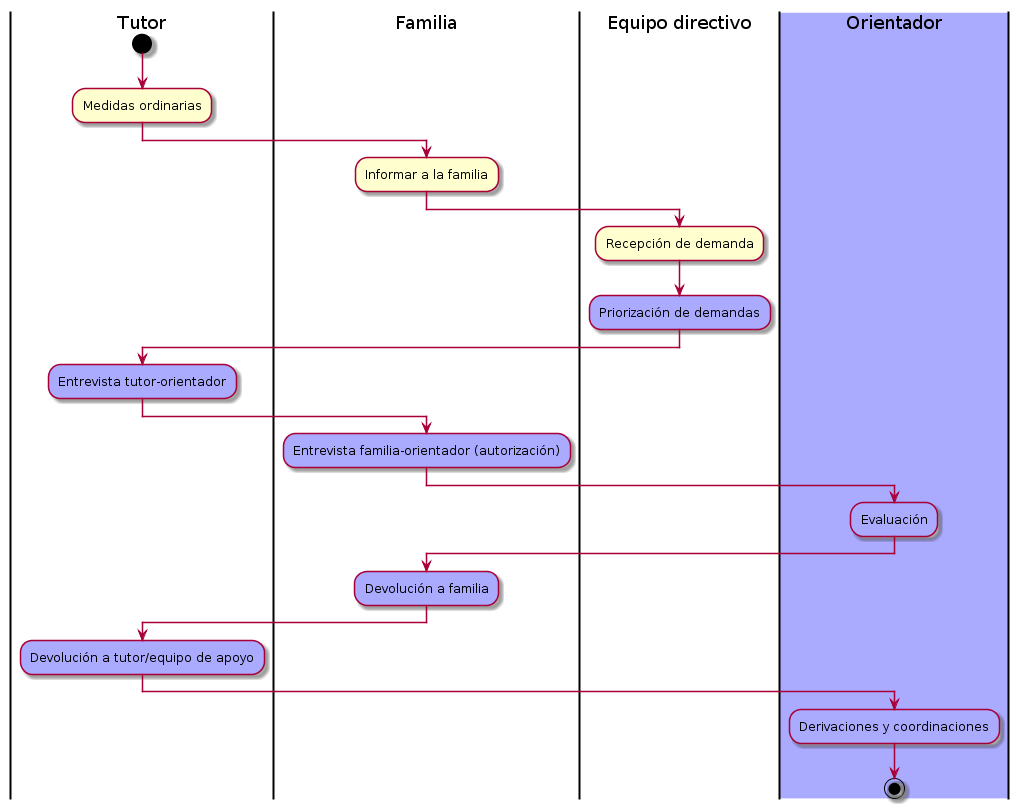 Tutor
Familia
Equipo directivo
Orientador
Medidas ordinarias
Informar a la familia
Recepción de demanda
Priorización de demandas
Entrevista tutor-orientador
Entrevista familia-orientador (autorización)
Evaluación
Devolución a familia
Devolución a tutor/equipo de apoyo
Derivaciones y coordinaciones